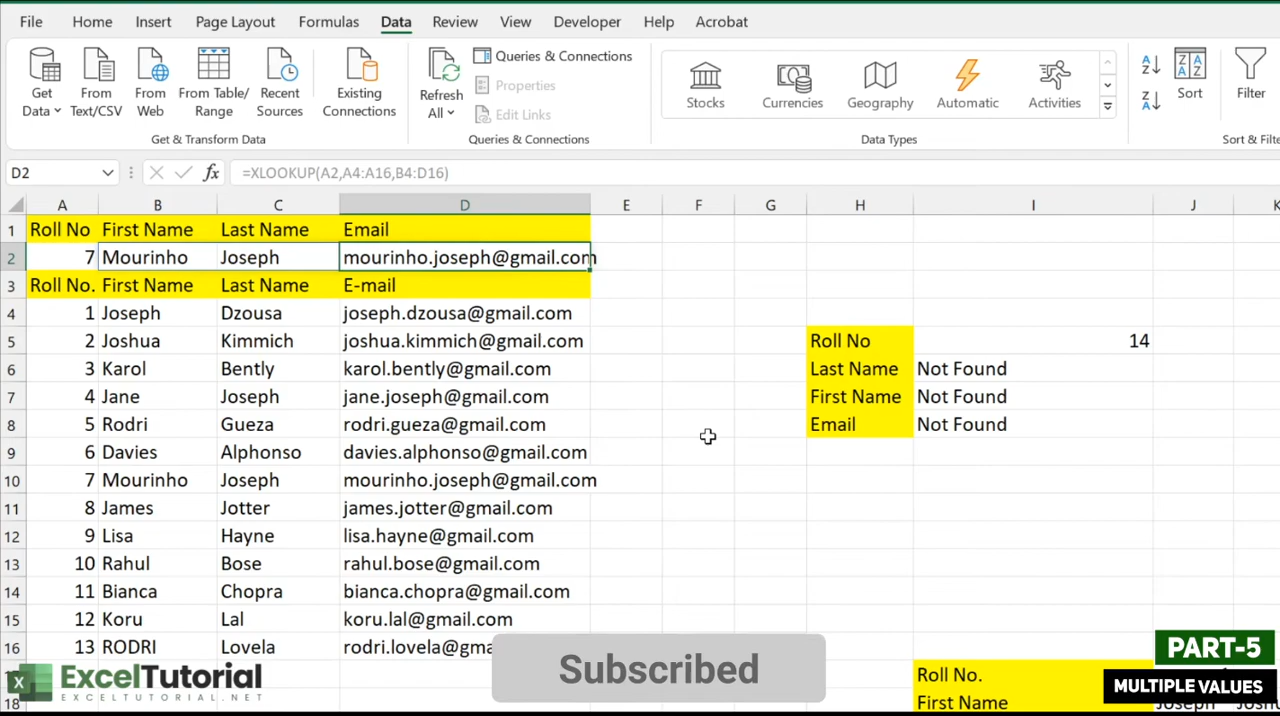 File Home Insert Page Layout Formulas Data Review View Developer Help Acrobat
Get Data From Text/CSV From Web From Table/ Range Recent Sources Existing Connections
Get & Transform Data
Refresh All
Queries & Connections
Properties
Edit Links
Queries & Connections
Stocks Currencies Geography Automatic Activities
Data Types
Sort Filter
Sort & Filte
D2 fx =XLOOKUP(A2,A4:A16,B4:D16)
A B C D E F G H I J K
1 Roll No First Name Last Name Email
2 7 Mourinho Joseph mourinho.joseph@gmail.com
3 Roll No. First Name Last Name E-mail
4 1 Joseph Dzousa joseph.dzousa@gmail.com
5 2 Joshua Kimmich joshua.kimmich@gmail.com Roll No 14
6 3 Karol Bently karol.bently@gmail.com Last Name Not Found
7 4 Jane Joseph jane.joseph@gmail.com First Name Not Found
8 5 Rodri Gueza rodri.gueza@gmail.com Email Not Found
9 6 Davies Alphonso davies.alphonso@gmail.com
10 7 Mourinho Joseph mourinho.joseph@gmail.com
11 8 James Jotter james.jotter@gmail.com
12 9 Lisa Hayne lisa.hayne@gmail.com
13 10 Rahul Bose rahul.bose@gmail.com
14 11 Bianca Chopra bianca.chopra@gmail.com
15 12 Koru Lal koru.lal@gmail.com
16 13 RODRI Lovela rodri.lovela@gma
Subscribed
PART-5
MULTIPLE VALUES
ExcelTutorial
EXCELTUTORIAL.NET
Roll No.
18 First Name